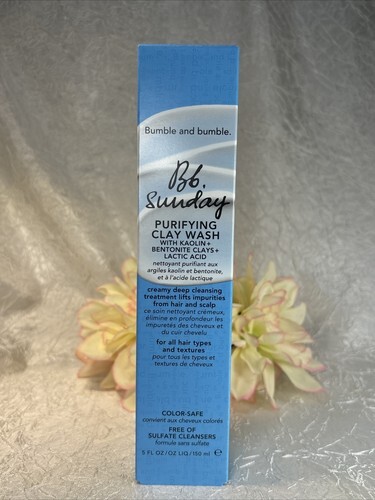 Bumble and bumble.
Bb.
Sunday
PURIFYING
CLAY WASH
WITH KAOLIN+
BENTONITE CLAYS+
LACTIC ACID
nettoyant purifiant aux
argiles kaolin et bentonite,
et à l'acide lactique
creamy deep cleansing
treatment lifts impurities
from hair and scalp
ce soin nettoyant crémeux,
élimine en profondeur les
impuretés des cheveux et
du cuir chevelu
for all hair types
and textures
pour tous les types et
textures de cheveux
COLOR-SAFE
convient aux cheveux colorés
FREE OF
SULFATE CLEANSERS
formule sans sulfate
5 FL OZ/OZ LIQ/150 ml ℮